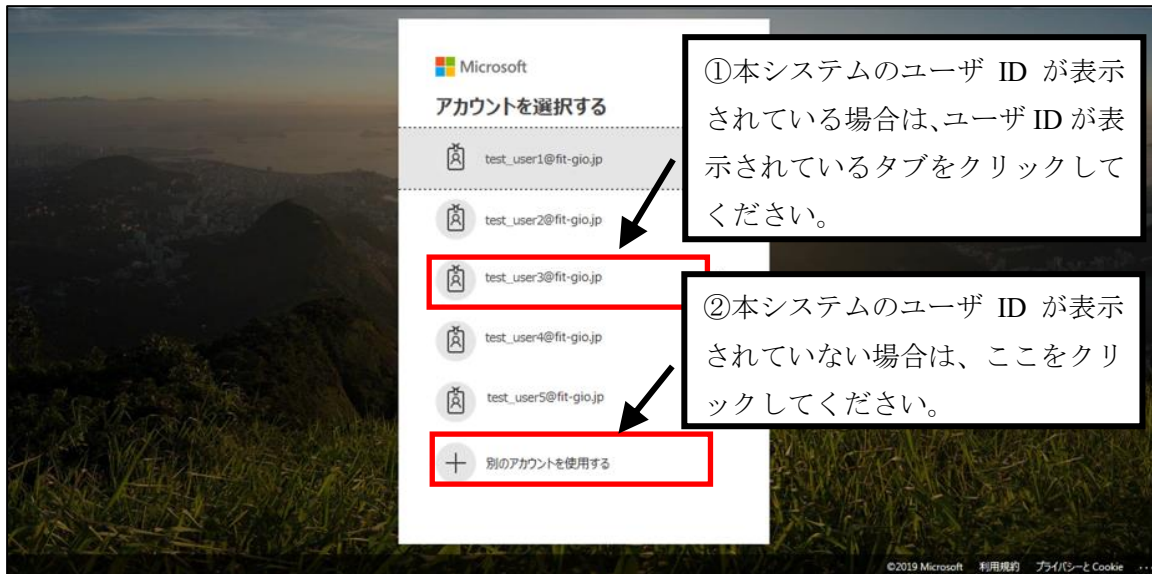 Microsoft
アカウントを選択する
test_user1@fit-gio.jp
test_user2@fit-gio.jp
test_user3@fit-gio.jp
test_user4@fit-gio.jp
test_user5@fit-gio.jp
別のアカウントを使用する
①本システムのユーザ ID が表示
されている場合は、ユーザ ID が表
示されているタブをクリックして
ください。
②本システムのユーザ ID が表示
されていない場合は、ここをクリ
ックしてください。
©2019 Microsoft 利用規約 プライバシーと Cookie ...